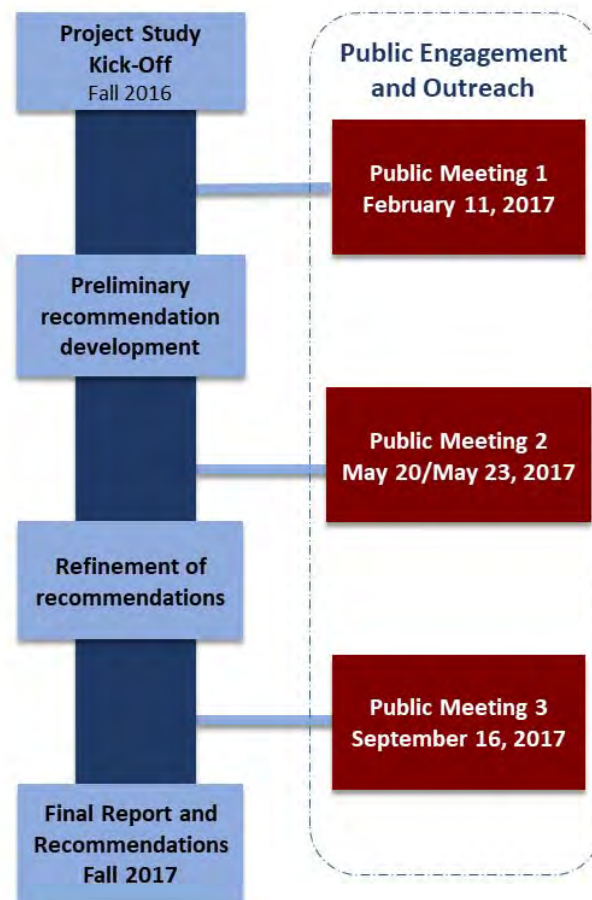 Project Study
Kick-Off
Fall 2016
Public Engagement
and Outreach
Public Meeting 1
February 11, 2017
Preliminary
recommendation
development
Public Meeting 2
May 20/May 23, 2017
Refinement of
recommendations
Public Meeting 3
September 16, 2017
Final Report and
Recommendations
Fall 2017